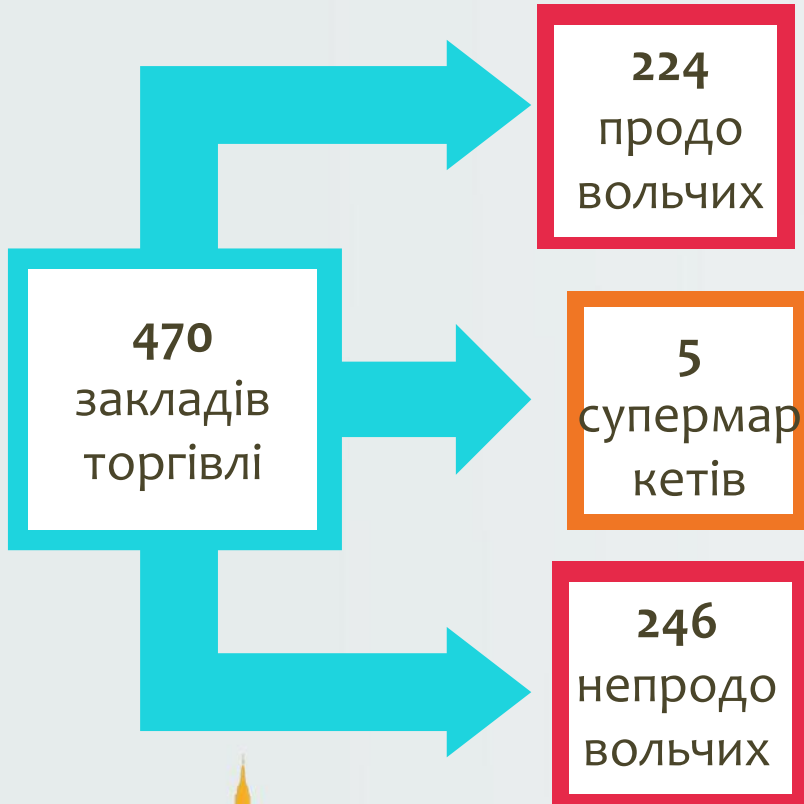 470
закладів
торгівлі
224
продо
вольчих
5
супермар
кетів
246
непродо
вольчих